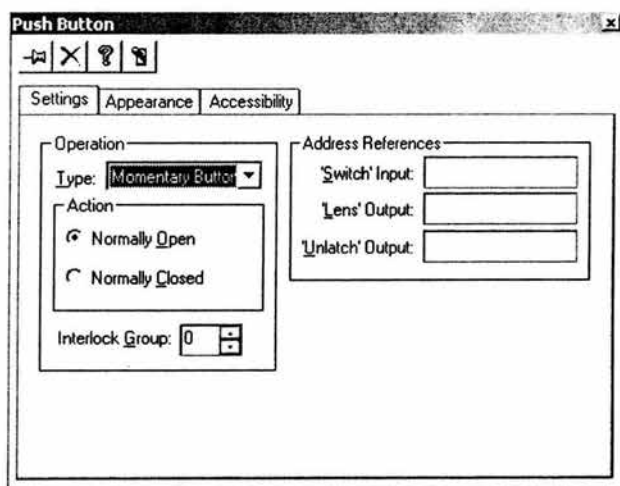 Push Button
Settings Appearance Accessibility
Operation
Type: Momentary Button
Action
Normally Open
Normally Closed
Interlock Group: 0
Address References
'Switch' Input:
'Lens' Output:
'Unlatch' Output: